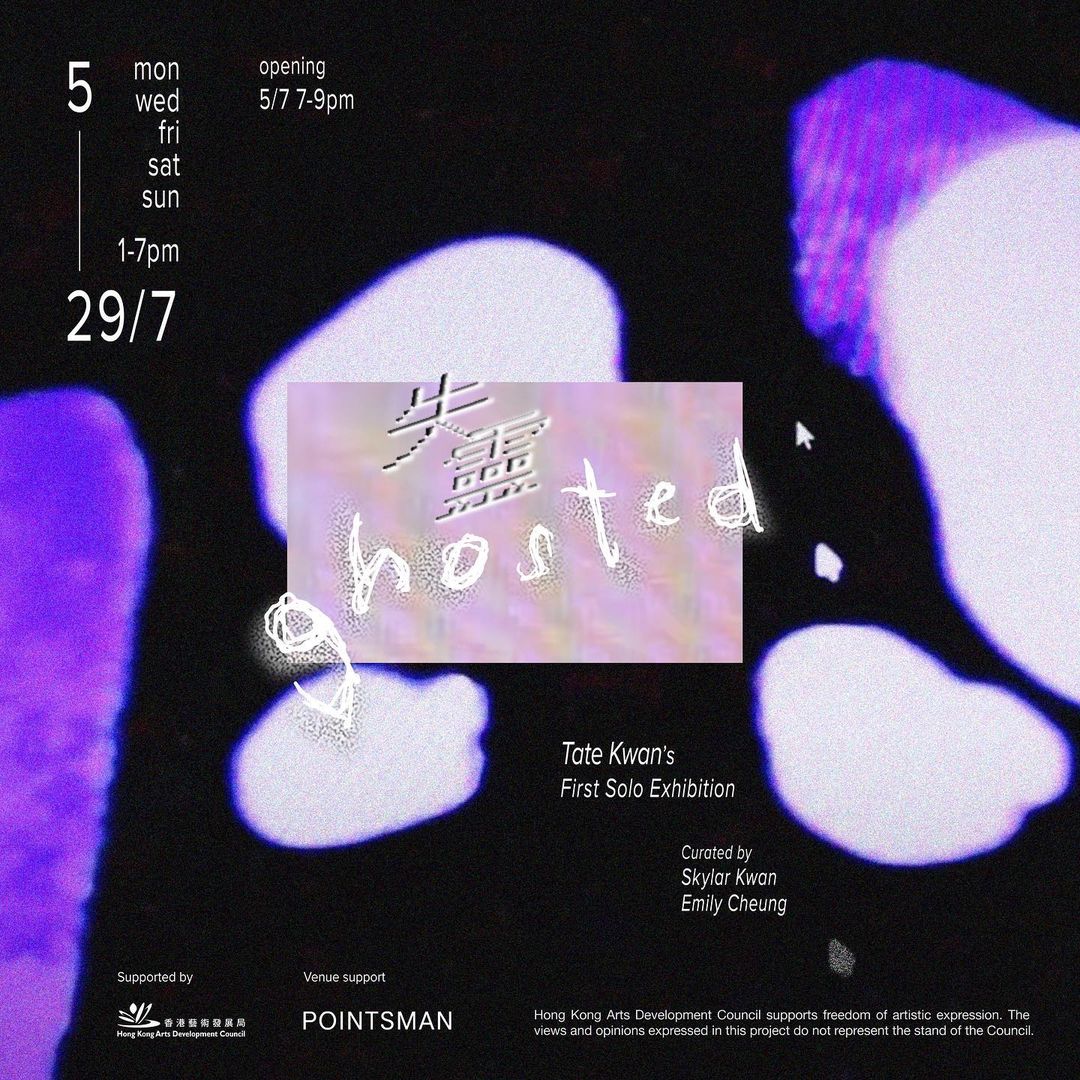 5
mon
wed
fri
sat
sun
1-7pm
29/7
opening
5/7 7-9pm
失靈
ghosted
Tate Kwan's
First Solo Exhibition
Curated by
Skylar Kwan
Emily Cheung
Supported by
香港藝術發展局
Hong Kong Arts Development Council
Venue support
POINTSMAN
Hong Kong Arts Development Council supports freedom of artistic expression. The
views and opinions expressed in this project do not represent the stand of the Council.